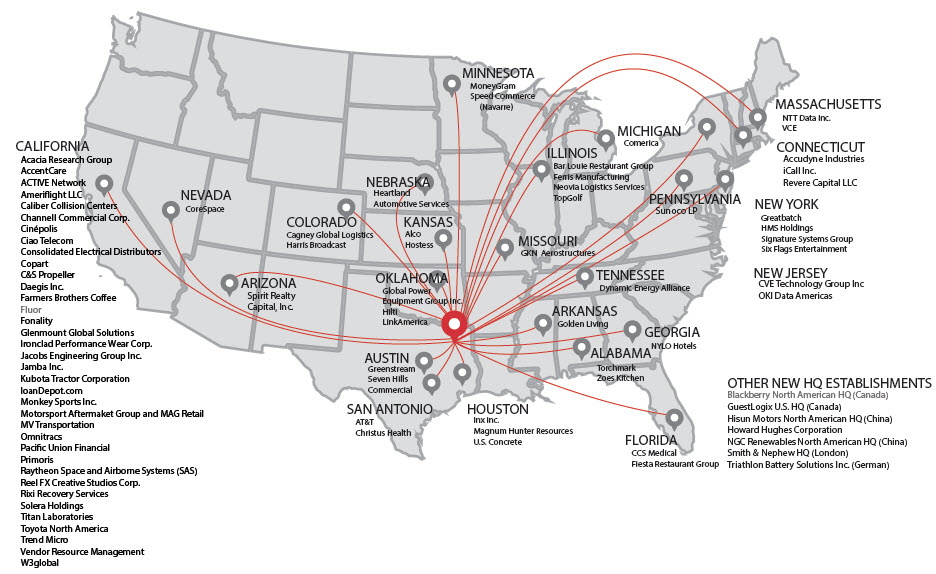 CALIFORNIA
Acacia Research Group
AccentCare
ACTIVE Network
Ameriflight LLC
Caliber Collision Centers
Channell Commercial Corp.
Cinépolis
Ciao Telecom
Consolidated Electrical Distributors
Copart
C&S Propeller
Daegis Inc.
Farmers Brothers Coffee
Fluor
Fonality
Glenmount Global Solutions
Ironclad Performance Wear Corp.
Jacobs Engineering Group Inc.
Jamba Inc.
Kubota Tractor Corporation
loanDepot.com
Monkey Sports Inc.
Motorsport Aftermaket Group and MAG Retail
MV Transportation
Omnitracs
Pacific Union Financial
Primoris
Raytheon Space and Airborne Systems (SAS)
Reel FX Creative Studios Corp.
Rixi Recovery Services
Solera Holdings
Titan Laboratories
Toyota North America
Trend Micro
Vendor Resource Management
W3global
NEVADA
CoreSpace
ARIZONA
Spirit Realty
Capital, Inc.
COLORADO
Cagney Global Logistics
Harris Broadcast
NEBRASKA
Heartland
Automotive Services
KANSAS
Alco
Hostess
OKLAHOMA
Global Power
Equipment Group Inc.
Hilti
LinkAmerica
AUSTIN
Greenstream
Seven Hills
Commercial
SAN ANTONIO
AT&T
Christus Health
HOUSTON
Inx Inc.
Magnum Hunter Resources
U.S. Concrete
MINNESOTA
MoneyGram
Speed Commerce
(Navarre)
MICHIGAN
Comerica
ILLINOIS
Bar Louie Restaurant Group
Ferris Manufacturing
Neovia Logistics Services
TopGolf
MISSOURI
GKN Aerostructures
TENNESSEE
Dynamic Energy Alliance
ARKANSAS
Golden Living
ALABAMA
Torchmark
Zoes Kitchen
GEORGIA
NYLO Hotels
FLORIDA
CCS Medical
Fiesta Restaurant Group
PENNSYLVANIA
Sunoco LP
MASSACHUSETTS
NTT Data Inc.
VCE
CONNECTICUT
Accudyne Industries
iCall Inc.
Revere Capital LLC
NEW YORK
Greatbatch
HMS Holdings
Signature Systems Group
Six Flags Entertainment
NEW JERSEY
CVE Technology Group Inc
OKI Data Americas
OTHER NEW HQ ESTABLISHMENTS
Blackberry North American HQ (Canada)
GuestLogix U.S. HQ (Canada)
Hisun Motors North American HQ (China)
Howard Hughes Corporation
NGC Renewables North American HQ (China)
Smith & Nephew HQ (London)
Triathlon Battery Solutions Inc. (German)